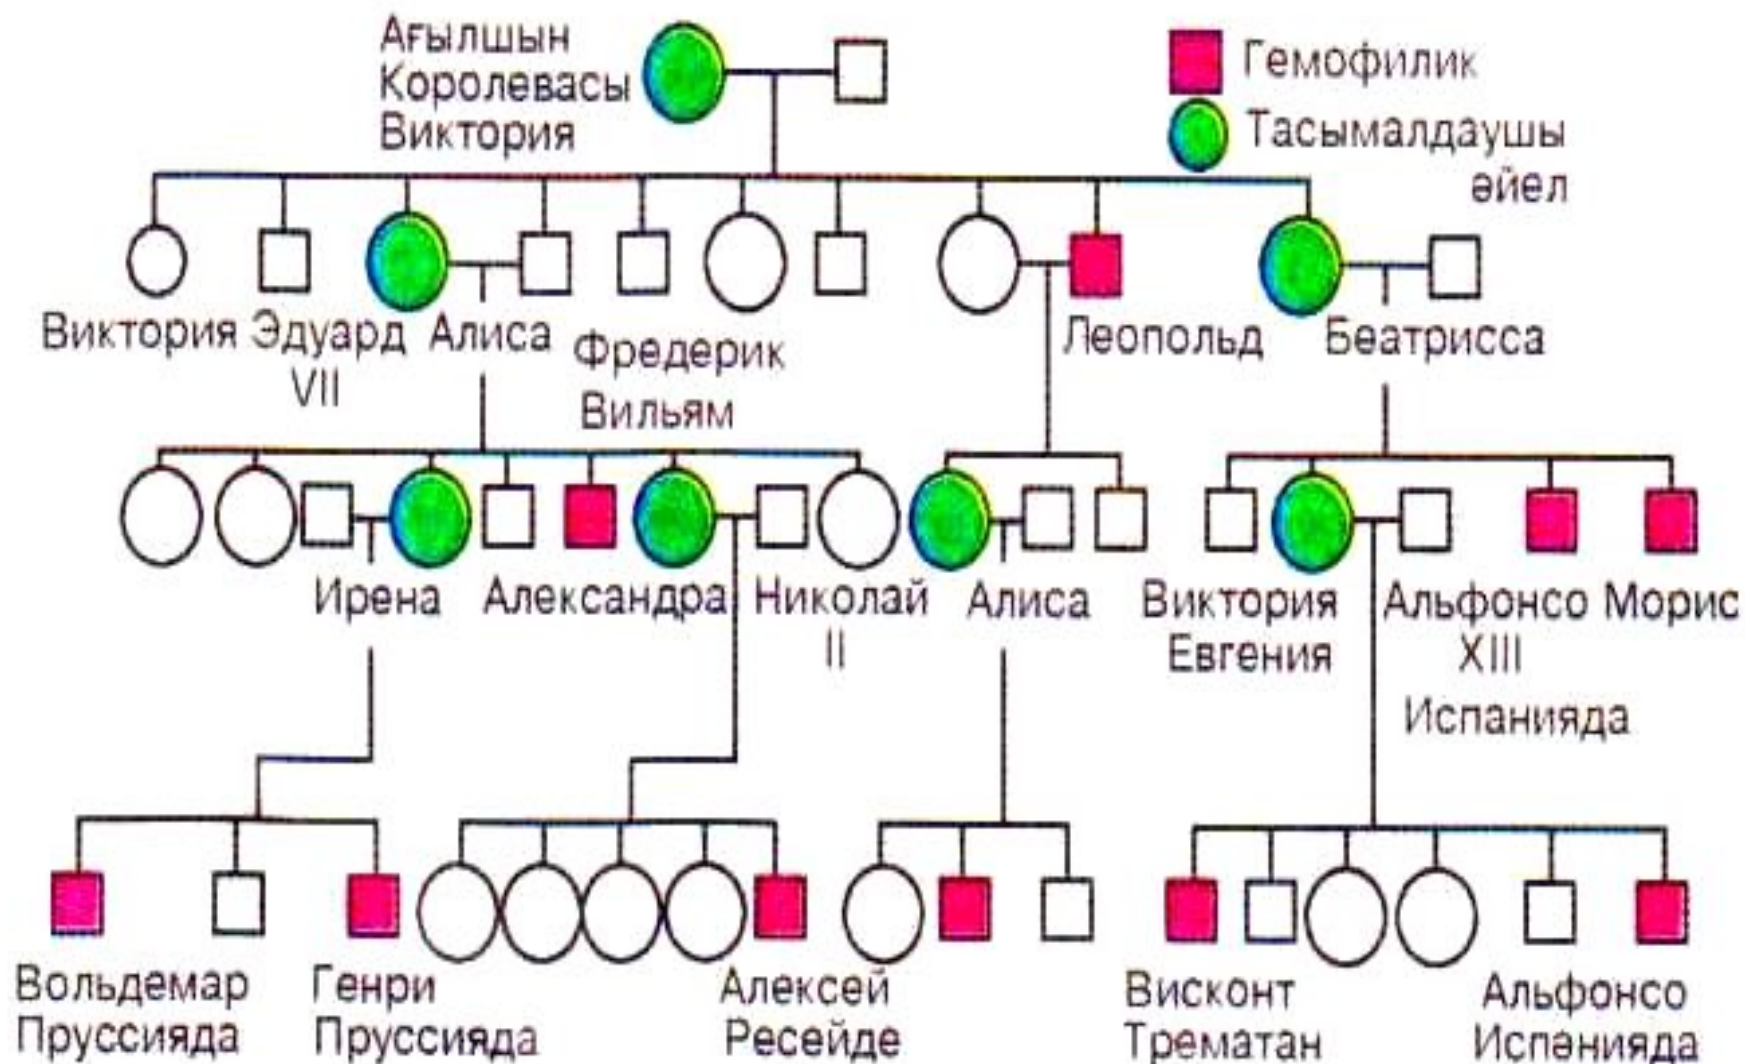 Ағылшын
Королевасы
Виктория
Гемофилик
Тасымалдаушы
әйел
Виктория
Эдуард
VII
Алиса
Фредерик
Вильям
Леопольд
Беатрисса
Ирена
Александра
Николай
II
Алиса
Виктория
Евгения
Альфонсо
XIII
Испанияда
Морис
Вольдемар
Пруссияда
Генри
Пруссияда
Алексей
Ресейде
Висконт
Трематан
Альфонсо
Испанияда